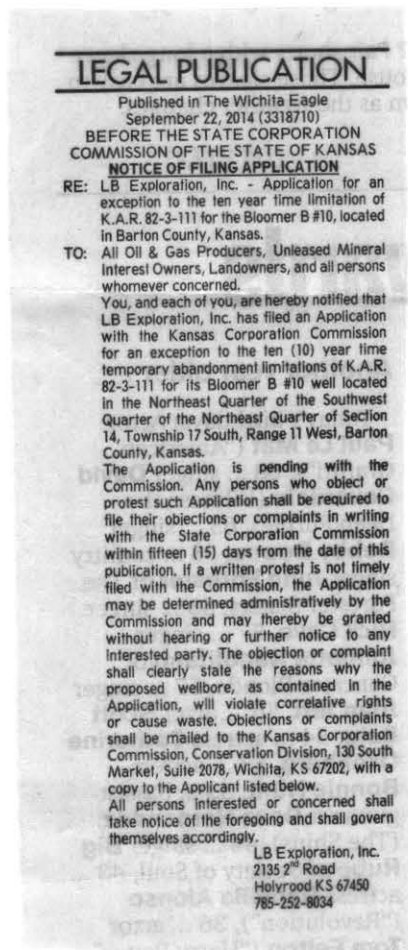 LEGAL PUBLICATION
Published in The Wichita Eagle
September 22, 2014 (3318710)
BEFORE THE STATE CORPORATION
COMMISSION OF THE STATE OF KANSAS
NOTICE OF FILING APPLICATION
RE: LB Exploration, Inc. - Application for an
exception to the ten year time limitation of
K.A.R. 82-3-111 for the Bloomer B #10, located
in Barton County, Kansas.
TO: All Oil & Gas Producers, Unleased Mineral
Interest Owners, Landowners, and all persons
whomever concerned.
You, and each of you, are hereby notified that
LB Exploration, Inc. has filed an Application
with the Kansas Corporation Commission
for an exception to the ten (10) year time
temporary abandonment limitations of K.A.R.
82-3-111 for its Bloomer B #10 well located
in the Northeast Quarter of the Southwest
Quarter of the Northeast Quarter of Section
14, Township 17 South, Range 11 West, Barton
County, Kansas.
The Application is pending with the
Commission. Any persons who object or
protest such Application shall be required to
file their objections or complaints in writing
with the State Corporation Commission
within fifteen (15) days from the date of this
publication. If a written protest is not timely
filed with the Commission, the Application
may be determined administratively by the
Commission and may thereby be granted
without hearing or further notice to any
interested party. The objection or complaint
shall clearly state the reasons why the
proposed wellbore, as contained in the
Application, will violate correlative rights
or cause waste. Objections or complaints
shall be mailed to the Kansas Corporation
Commission, Conservation Division, 130 South
Market, Suite 2078, Wichita, KS 67202, with a
copy to the Applicant listed below.
All persons interested or concerned shall
take notice of the foregoing and shall govern
themselves accordingly.
LB Exploration, Inc.
2135 2nd Road
Holyrood KS 67450
785-252-8034